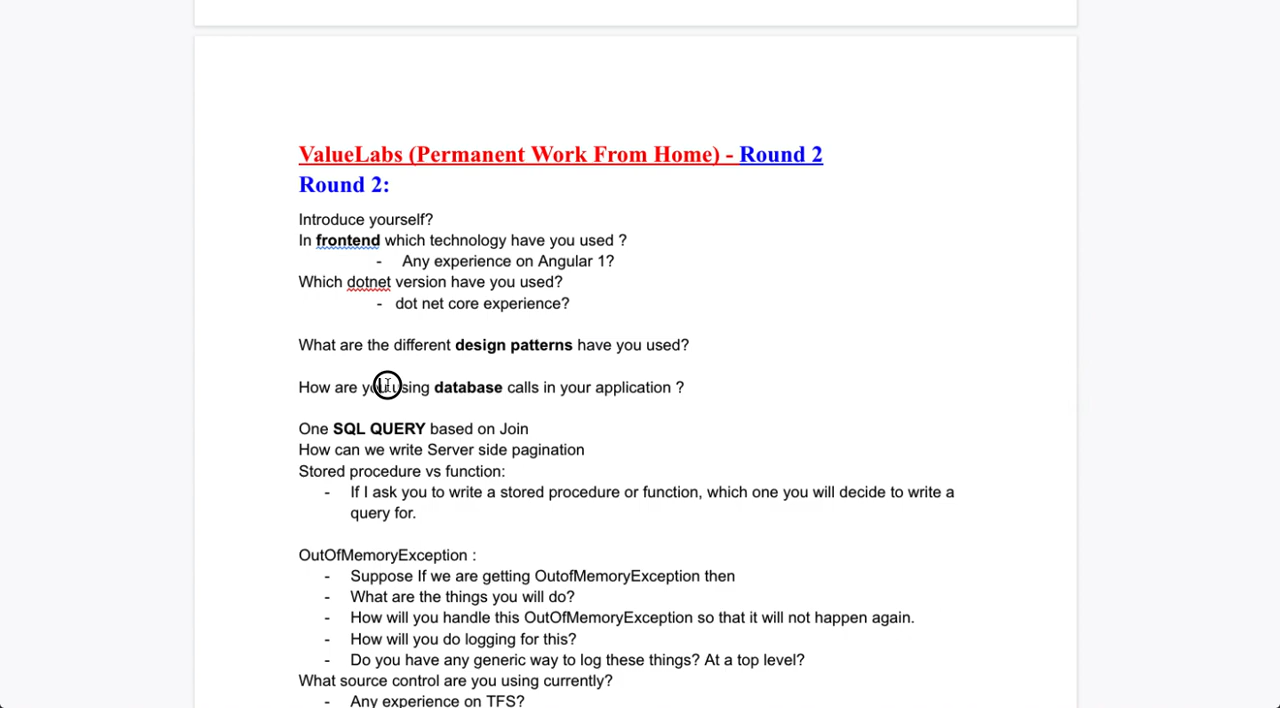 ValueLabs (Permanent Work From Home) - Round 2
Round 2:
Introduce yourself?
In frontend which technology have you used ?
- Any experience on Angular 1?
Which dotnet version have you used?
- dot net core experience?
What are the different design patterns have you used?
How are you using database calls in your application ?
One SQL QUERY based on Join
How can we write Server side pagination
Stored procedure vs function:
- If I ask you to write a stored procedure or function, which one you will decide to write a
query for.
OutOfMemoryException :
- Suppose If we are getting OutofMemoryException then
- What are the things you will do?
- How will you handle this OutOfMemoryException so that it will not happen again.
- How will you do logging for this?
- Do you have any generic way to log these things? At a top level?
What source control are you using currently?
- Any experience on TFS?